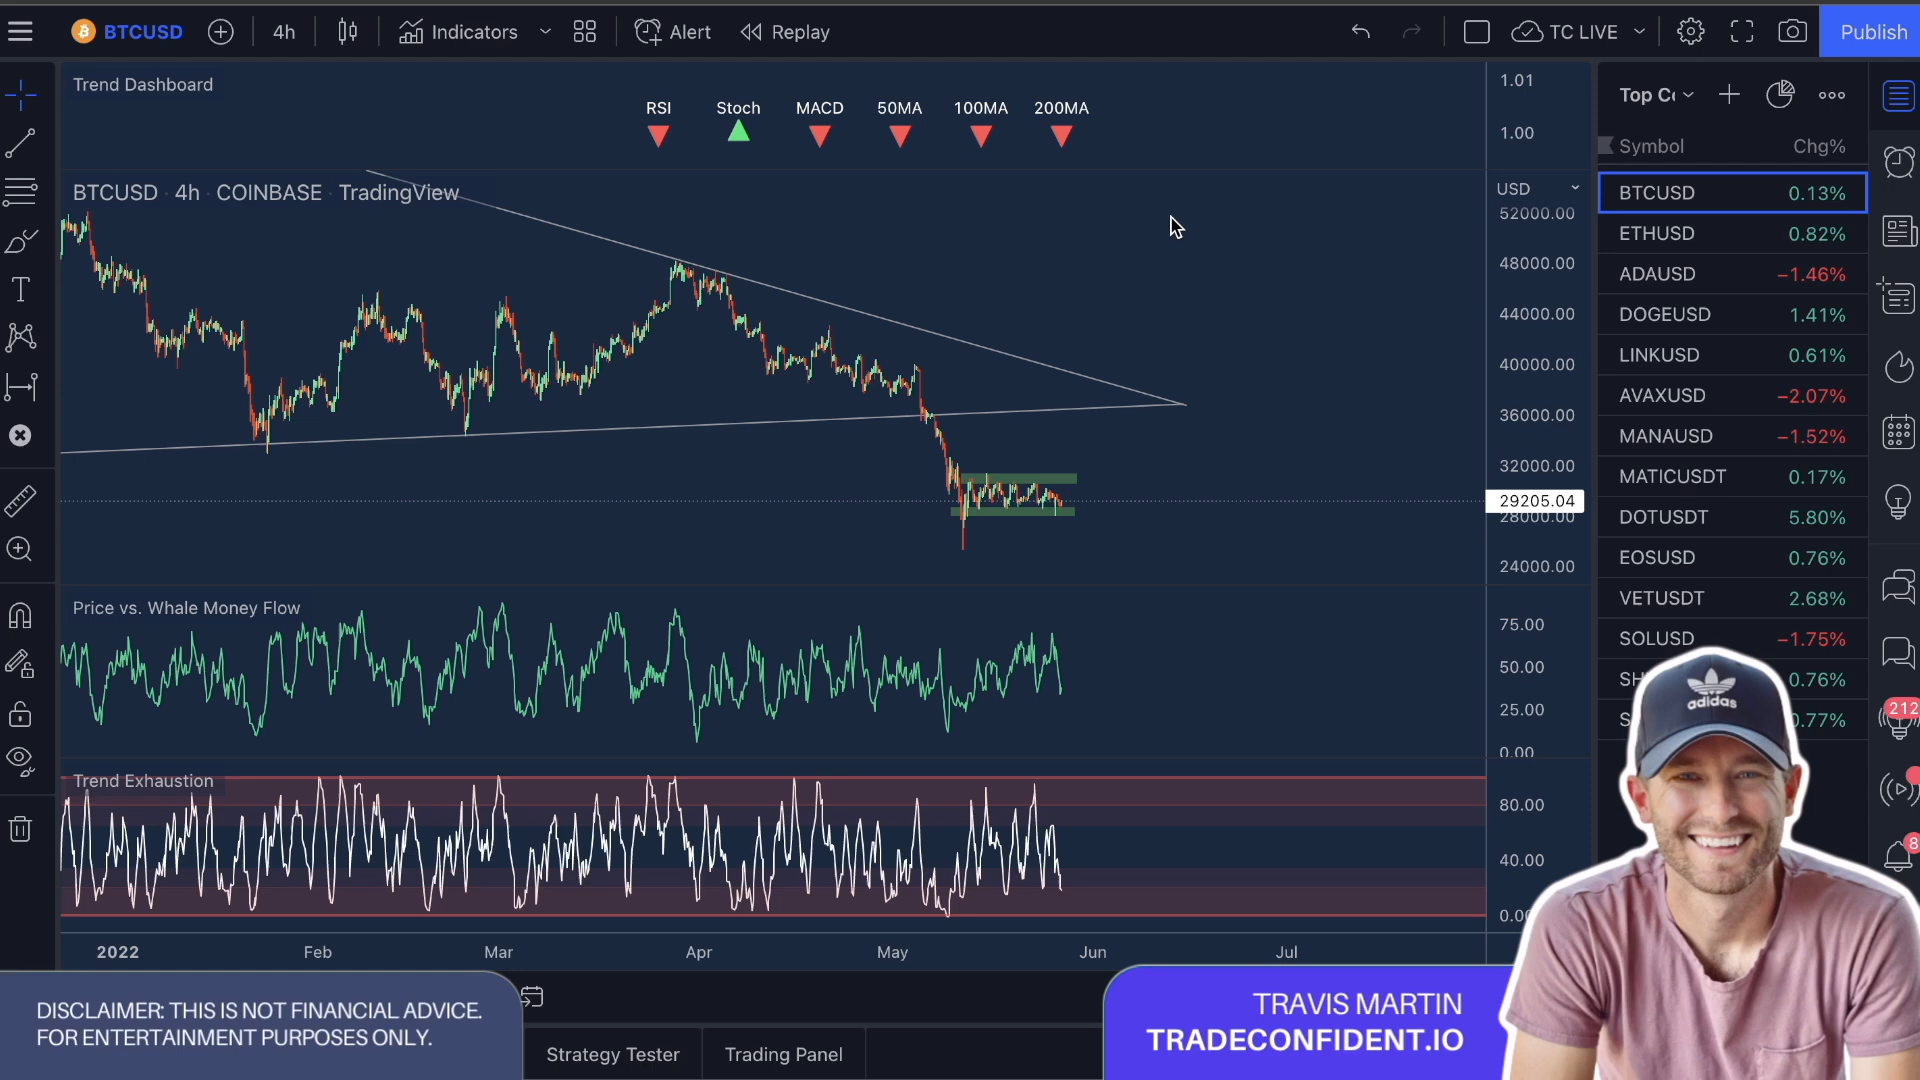 BTCUSD
4h
Indicators
Alert
Replay
TC LIVE
Publish
Trend Dashboard
RSI Stoch MACD 50MA 100MA 200MA
1.01
1.00
BTCUSD · 4h · COINBASE · TradingView
USD
52000.00
48000.00
44000.00
40000.00
36000.00
32000.00
29205.04
28000.00
24000.00
Price vs. Whale Money Flow
75.00
50.00
25.00
0.00
Trend Exhaustion
80.00
40.00
2022 Feb Mar Apr May Jun Jul
Top
Symbol Chg%
BTCUSD 0.13%
ETHUSD 0.82%
ADAUSD −1.46%
DOGEUSD 1.41%
LINKUSD 0.61%
AVAXUSD −2.07%
MANAUSD −1.52%
MATICUSDT 0.17%
DOTUSDT 5.80%
EOSUSD 0.76%
VETUSDT 2.68%
SOLUSD −1.75%
0.76%
0.77%
212
8
adidas
DISCLAIMER: THIS IS NOT FINANCIAL ADVICE.
FOR ENTERTAINMENT PURPOSES ONLY.
Strategy Tester
Trading Panel
TRAVIS MARTIN
TRADECONFIDENT.IO